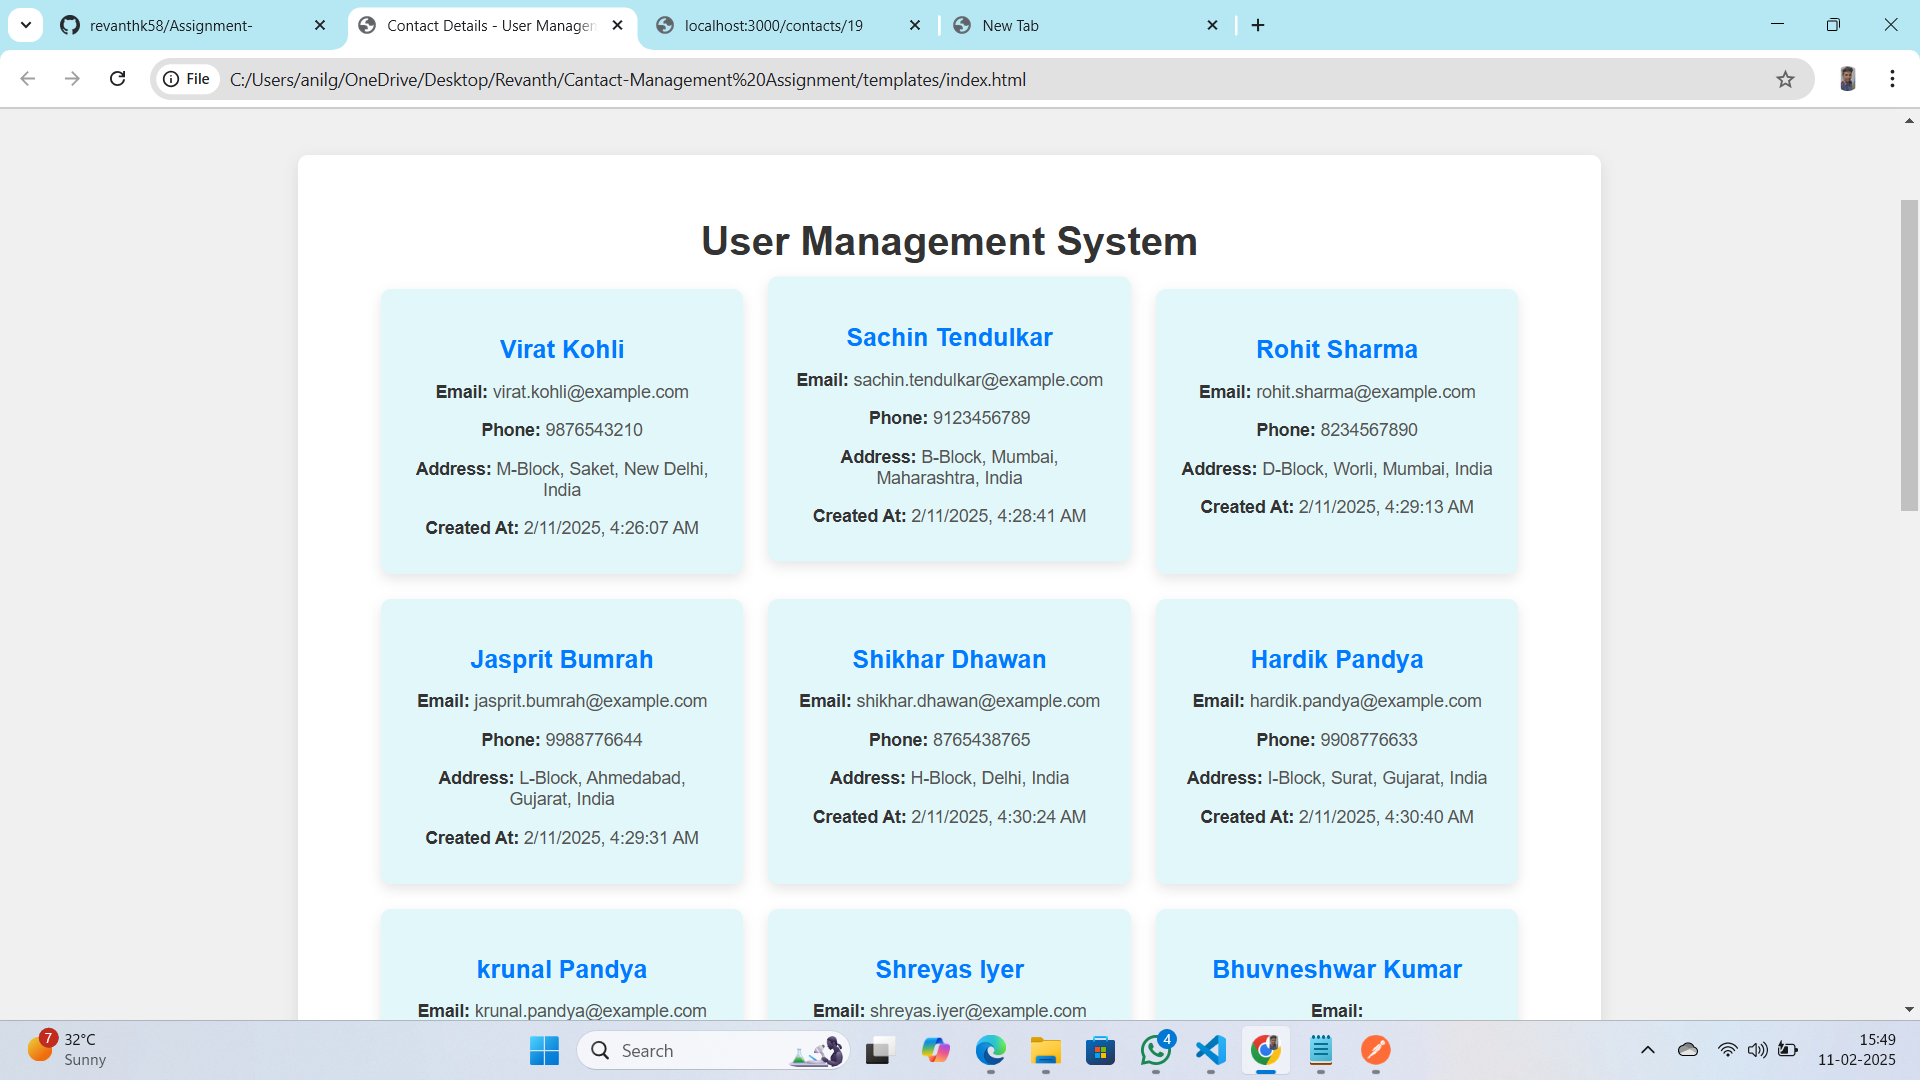 revanthk58/Assignment-
Contact Details - User Managen
localhost:3000/contacts/19
New Tab
File
C:/Users/anilg/OneDrive/Desktop/Revanth/Cantact-Management%20Assignment/templates/index.html
User Management System
Virat Kohli
Email: virat.kohli@example.com
Phone: 9876543210
Address: M-Block, Saket, New Delhi,
India
Created At: 2/11/2025, 4:26:07 AM
Sachin Tendulkar
Email: sachin.tendulkar@example.com
Phone: 9123456789
Address: B-Block, Mumbai,
Maharashtra, India
Created At: 2/11/2025, 4:28:41 AM
Rohit Sharma
Email: rohit.sharma@example.com
Phone: 8234567890
Address: D-Block, Worli, Mumbai, India
Created At: 2/11/2025, 4:29:13 AM
Jasprit Bumrah
Email: jasprit.bumrah@example.com
Phone: 9988776644
Address: L-Block, Ahmedabad,
Gujarat, India
Created At: 2/11/2025, 4:29:31 AM
Shikhar Dhawan
Email: shikhar.dhawan@example.com
Phone: 8765438765
Address: H-Block, Delhi, India
Created At: 2/11/2025, 4:30:24 AM
Hardik Pandya
Email: hardik.pandya@example.com
Phone: 9908776633
Address: I-Block, Surat, Gujarat, India
Created At: 2/11/2025, 4:30:40 AM
krunal Pandya
Email: krunal.pandya@example.com
Shreyas Iyer
Email: shreyas.iyer@example.com
Bhuvneshwar Kumar
Email:
7
32°C
Sunny
Search
4
15:49
11-02-2025